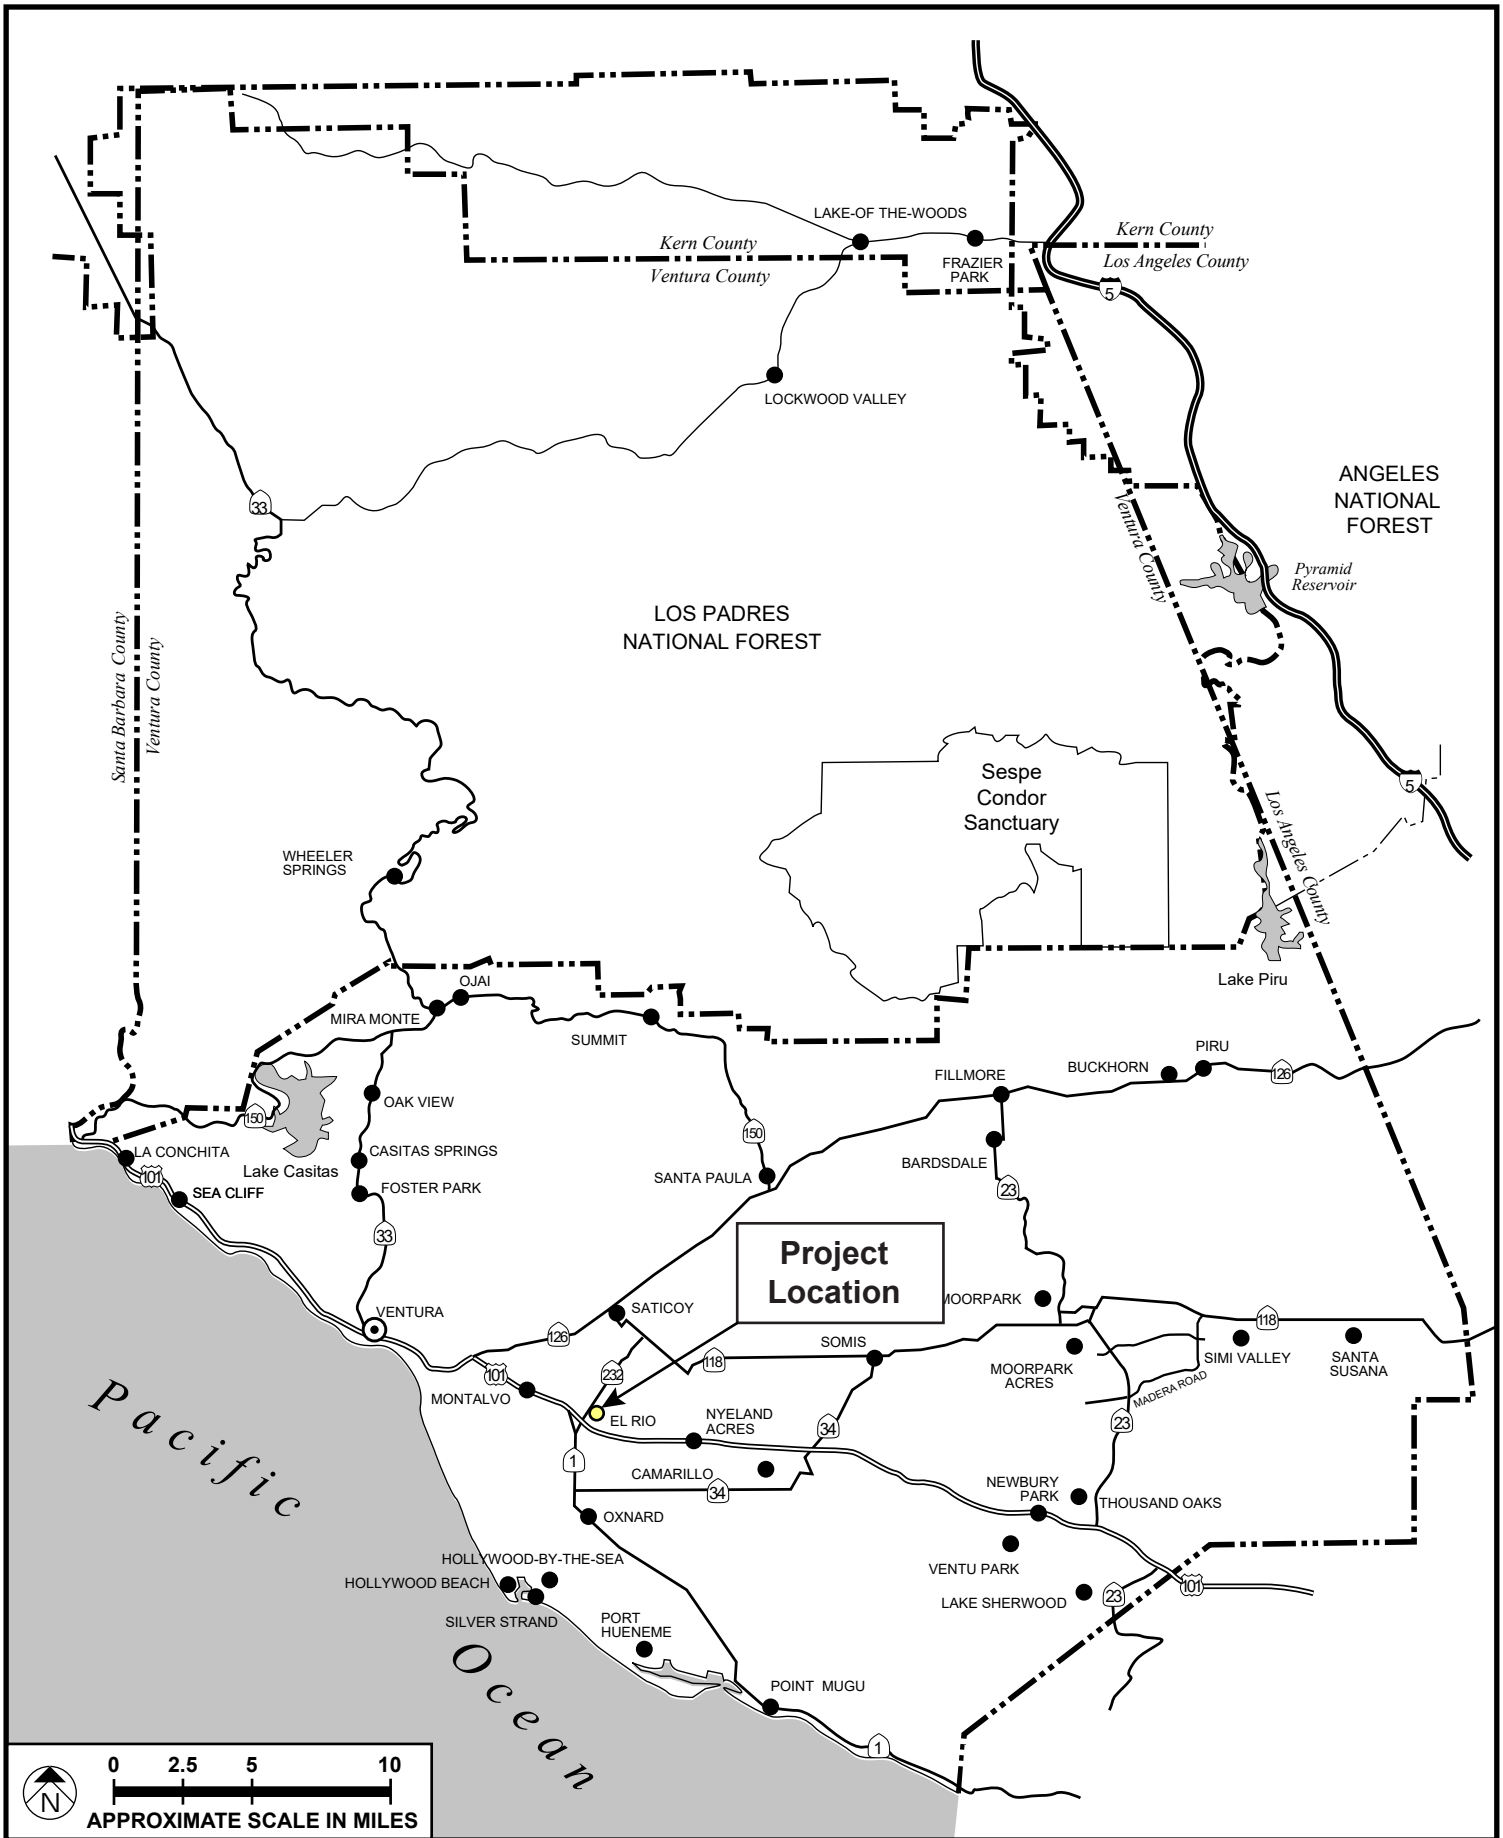 LAKE-OF THE-WOODS
Kern County
Kern County
Ventura County
FRAZIER
PARK
Los Angeles County
5
LOCKWOOD VALLEY
33
ANGELES
NATIONAL
FOREST
Ventura County
Pyramid
Reservoir
LOS PADRES
NATIONAL FOREST
Santa Barbara County
Ventura County
Sespe
Condor
Sanctuary
5
Los Angeles County
WHEELER
SPRINGS
Lake Piru
OJAI
MIRA MONTE
SUMMIT
PIRU
BUCKHORN
126
FILLMORE
OAK VIEW
150
150
LA CONCHITA
CASITAS SPRINGS
Lake Casitas
BARDSDALE
101
SANTA PAULA
FOSTER PARK
23
SEA CLIFF
33
Project
Location
MOORPARK
VENTURA
SATICOY
118
126
SOMIS
118
SIMI VALLEY
SANTA
SUSANA
MOORPARK
ACRES
101
232
MADERA ROAD
MONTALVO
EL RIO
NYELAND
ACRES
34
23
1
CAMARILLO
34
NEWBURY
PARK
THOUSAND OAKS
OXNARD
Pacific
HOLLYWOOD-BY-THE-SEA
HOLLYWOOD BEACH
VENTU PARK
101
SILVER STRAND
LAKE SHERWOOD
23
PORT
HUENEME
Ocean
POINT MUGU
1
0 2.5 5 10
N
APPROXIMATE SCALE IN MILES